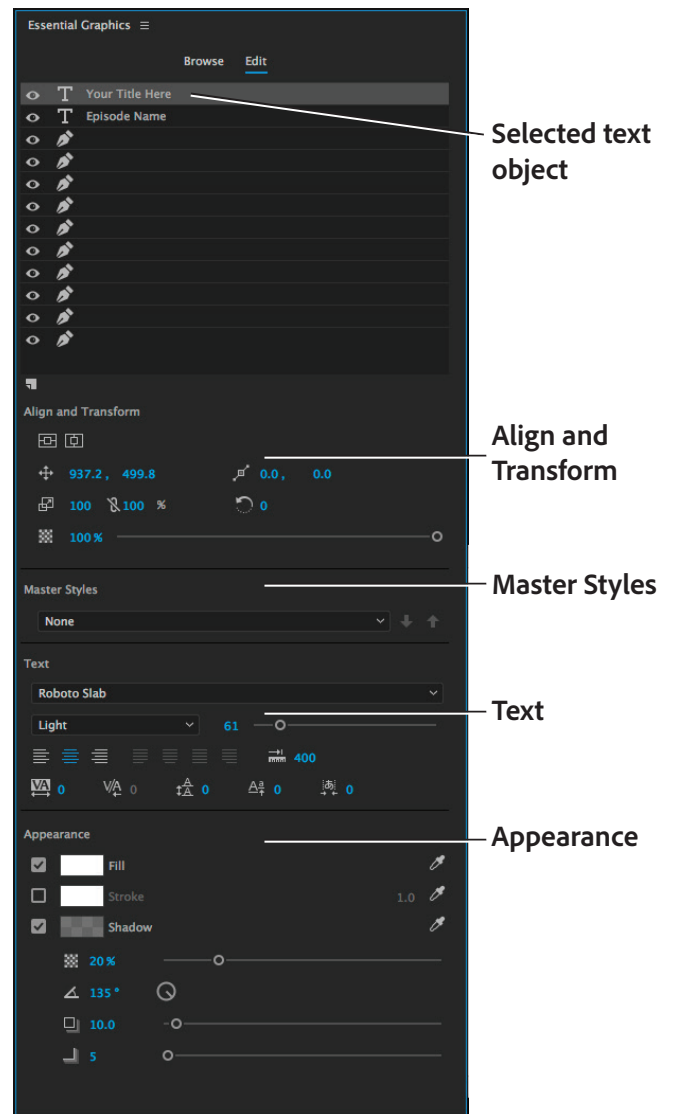 Essential Graphics
Browse Edit
Your Title Here
Episode Name
Selected text
object
Align and Transform
937.2 , 499.8 0.0 , 0.0
100 100 %
0
100 %
Align and
Transform
Master Styles
None
Master Styles
Text
Roboto Slab
Light 61
400
0 0 0 0 0
Text
Appearance
Fill
Stroke 1.0
Shadow
20 %
135 °
10.0
5
Appearance